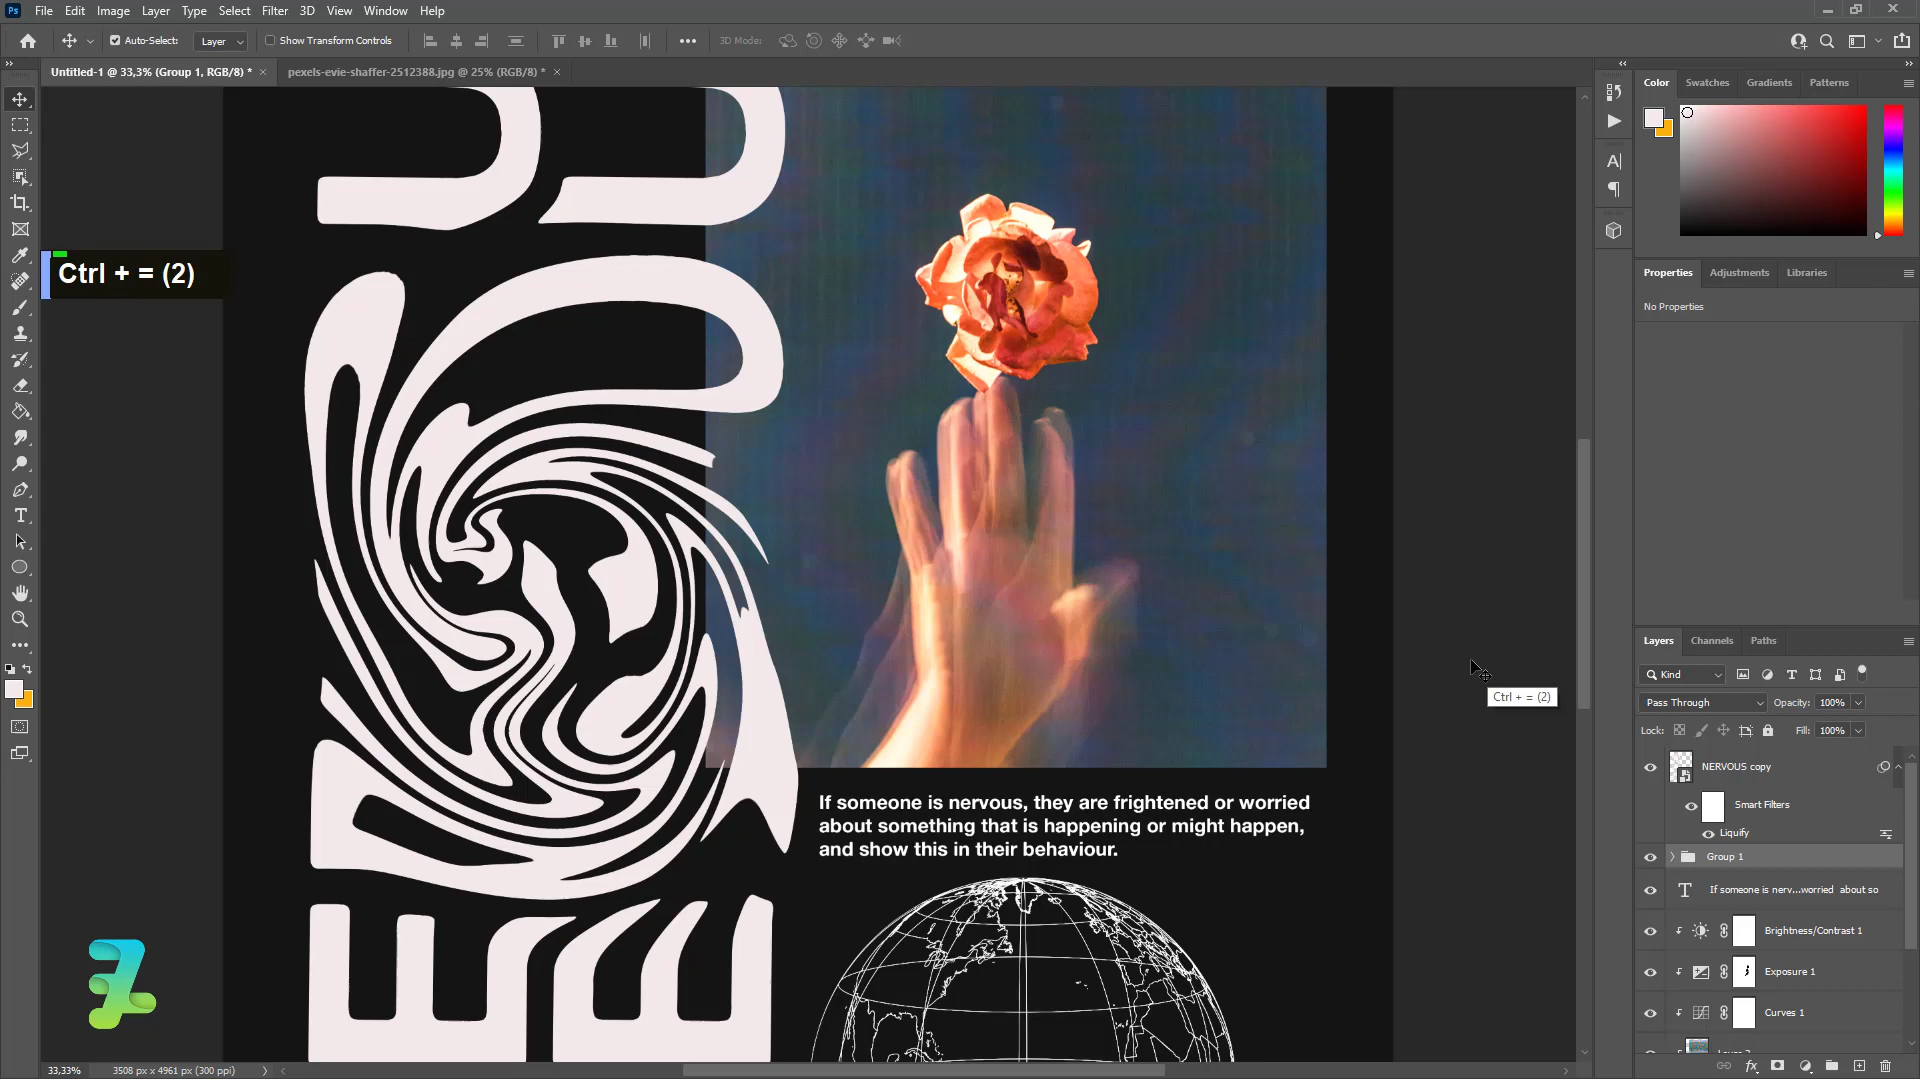 Ps File Edit Image Layer Type Select Filter 3D View Window Help
Auto-Select: Layer Show Transform Controls 3D Mode:
Untitled-1 @ 33,3% (Group 1, RGB/8) * × pexels-evie-shaffer-2512388.jpg @ 25% (RGB/8) * ×
Color Swatches Gradients Patterns
Ctrl + = (2)
Properties Adjustments Libraries
No Properties
If someone is nervous, they are frightened or worried
about something that is happening or might happen,
and show this in their behaviour.
Ctrl + = (2)
Layers Channels Paths
Kind
Pass Through Opacity: 100%
Lock: Fill: 100%
NERVOUS copy
Smart Filters
Liquify
Group 1
If someone is nerv...worried about so
Brightness/Contrast 1
Exposure 1
Curves 1
33,33% 3508 px x 4961 px (300 ppi)